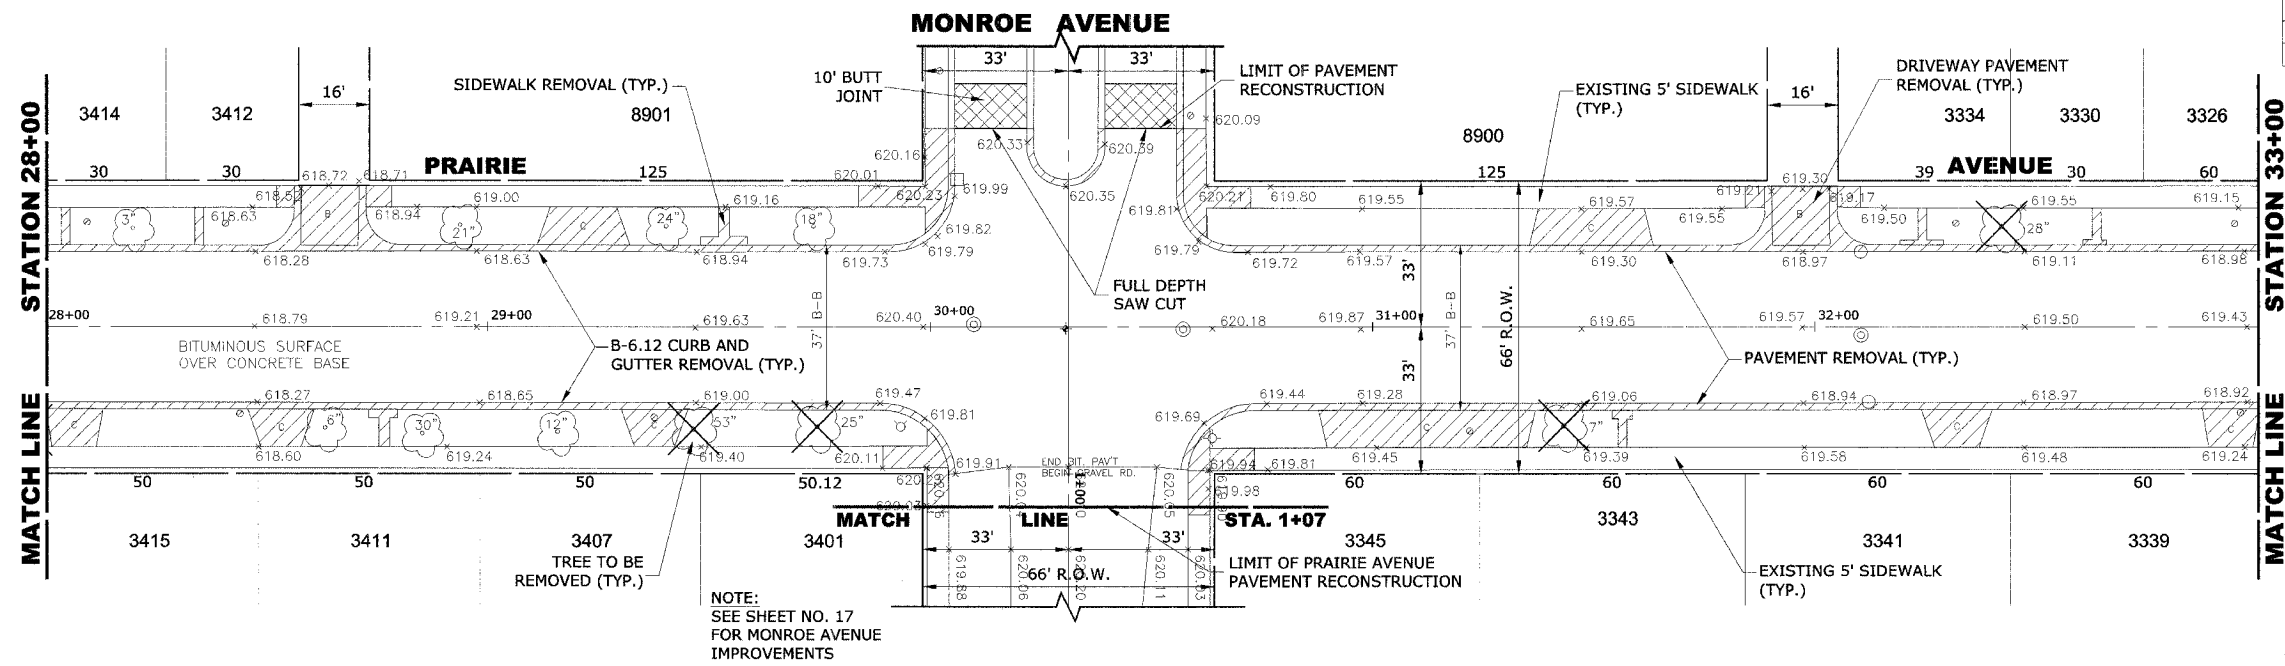 MONROE AVENUE
33'
33'
10' BUTT
JOINT
LIMIT OF PAVEMENT
RECONSTRUCTION
SIDEWALK REMOVAL (TYP.)
EXISTING 5' SIDEWALK
(TYP.)
DRIVEWAY PAVEMENT
REMOVAL (TYP.)
16'
16'
3414
3412
8901
8900
3334
3330
3326
620.09
620.16
620.33
620.39
30
30
PRAIRIE
125
125
39
AVENUE
30
60
618.72
618.71
620.01
620.23
619.99
620.35
620.21
619.80
619.30
619.17
618.63
618.94
619.00
619.16
619.81
619.55
619.57
619.55
619.50
619.55
619.15
3"
21"
24"
18"
28"
B
C
C
B
619.82
618.28
618.63
618.94
619.73
619.79
619.79
619.72
619.57
619.30
618.97
619.11
618.98
STATION 28+00
STATION 33+00
FULL DEPTH
SAW CUT
33'
37' B-B
37' B-B
66' R.O.W.
28+00
618.79
619.21
29+00
619.63
620.40
30+00
620.18
619.87
31+00
619.65
619.57
32+00
619.50
619.43
BITUMINOUS SURFACE
OVER CONCRETE BASE
B-6.12 CURB AND
GUTTER REMOVAL (TYP.)
33'
PAVEMENT REMOVAL (TYP.)
618.27
618.65
619.00
619.47
619.81
619.44
619.28
619.06
618.94
618.97
618.92
619.69
C
C
6"
30"
12"
C
53"
25"
C
7"
C
C
618.60
619.24
619.40
620.11
619.91
END BIT. PAV'T
BEGIN GRAVEL RD.
619.94
619.81
619.45
619.39
619.58
619.48
619.24
50
50
50
50.12
1+00
620.05
619.98
60
60
60
60
MATCH LINE
MATCH LINE
MATCH LINE STA. 1+07
3415
3411
3407
3401
33'
33'
3345
3343
3341
3339
TREE TO BE
REMOVED (TYP.)
619.88
620.06
620.20
620.11
620.03
66' R.O.W.
LIMIT OF PRAIRIE AVENUE
PAVEMENT RECONSTRUCTION
EXISTING 5' SIDEWALK
(TYP.)
NOTE:
SEE SHEET NO. 17
FOR MONROE AVENUE
IMPROVEMENTS